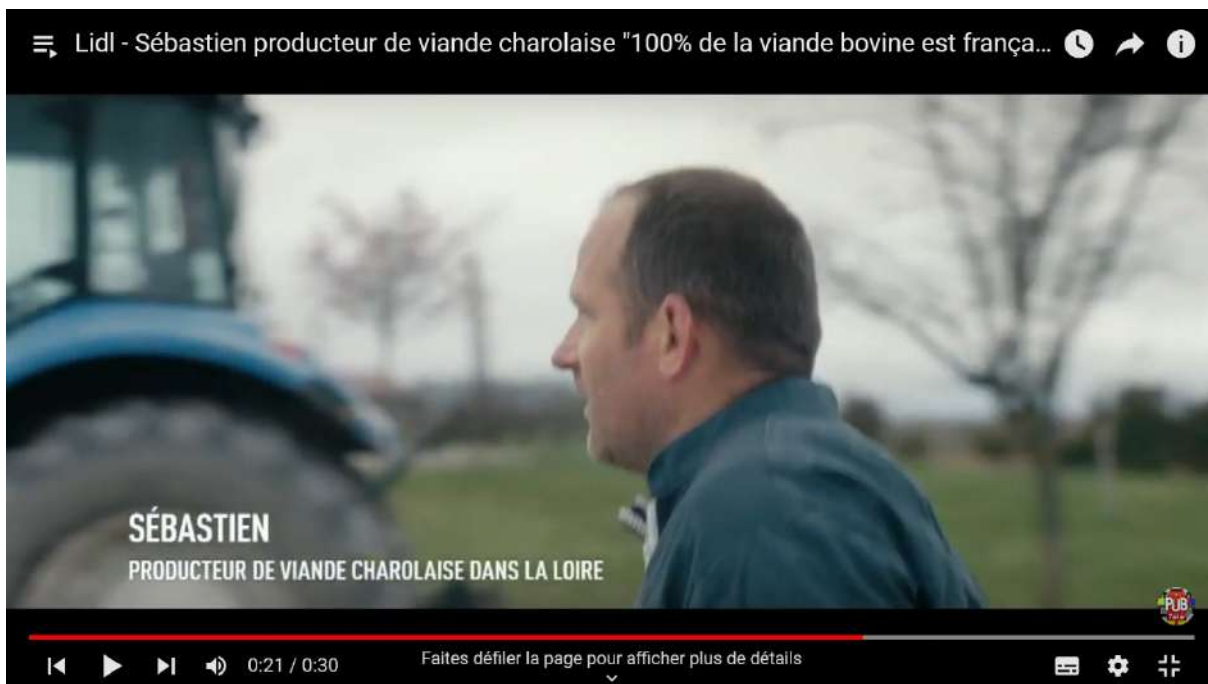 Lidl - Sébastien producteur de viande charolaise "100% de la viande bovine est frança...
SÉBASTIEN
PRODUCTEUR DE VIANDE CHAROLAISE DANS LA LOIRE
PUB
0:21 / 0:30
Faites défiler la page pour afficher plus de détails